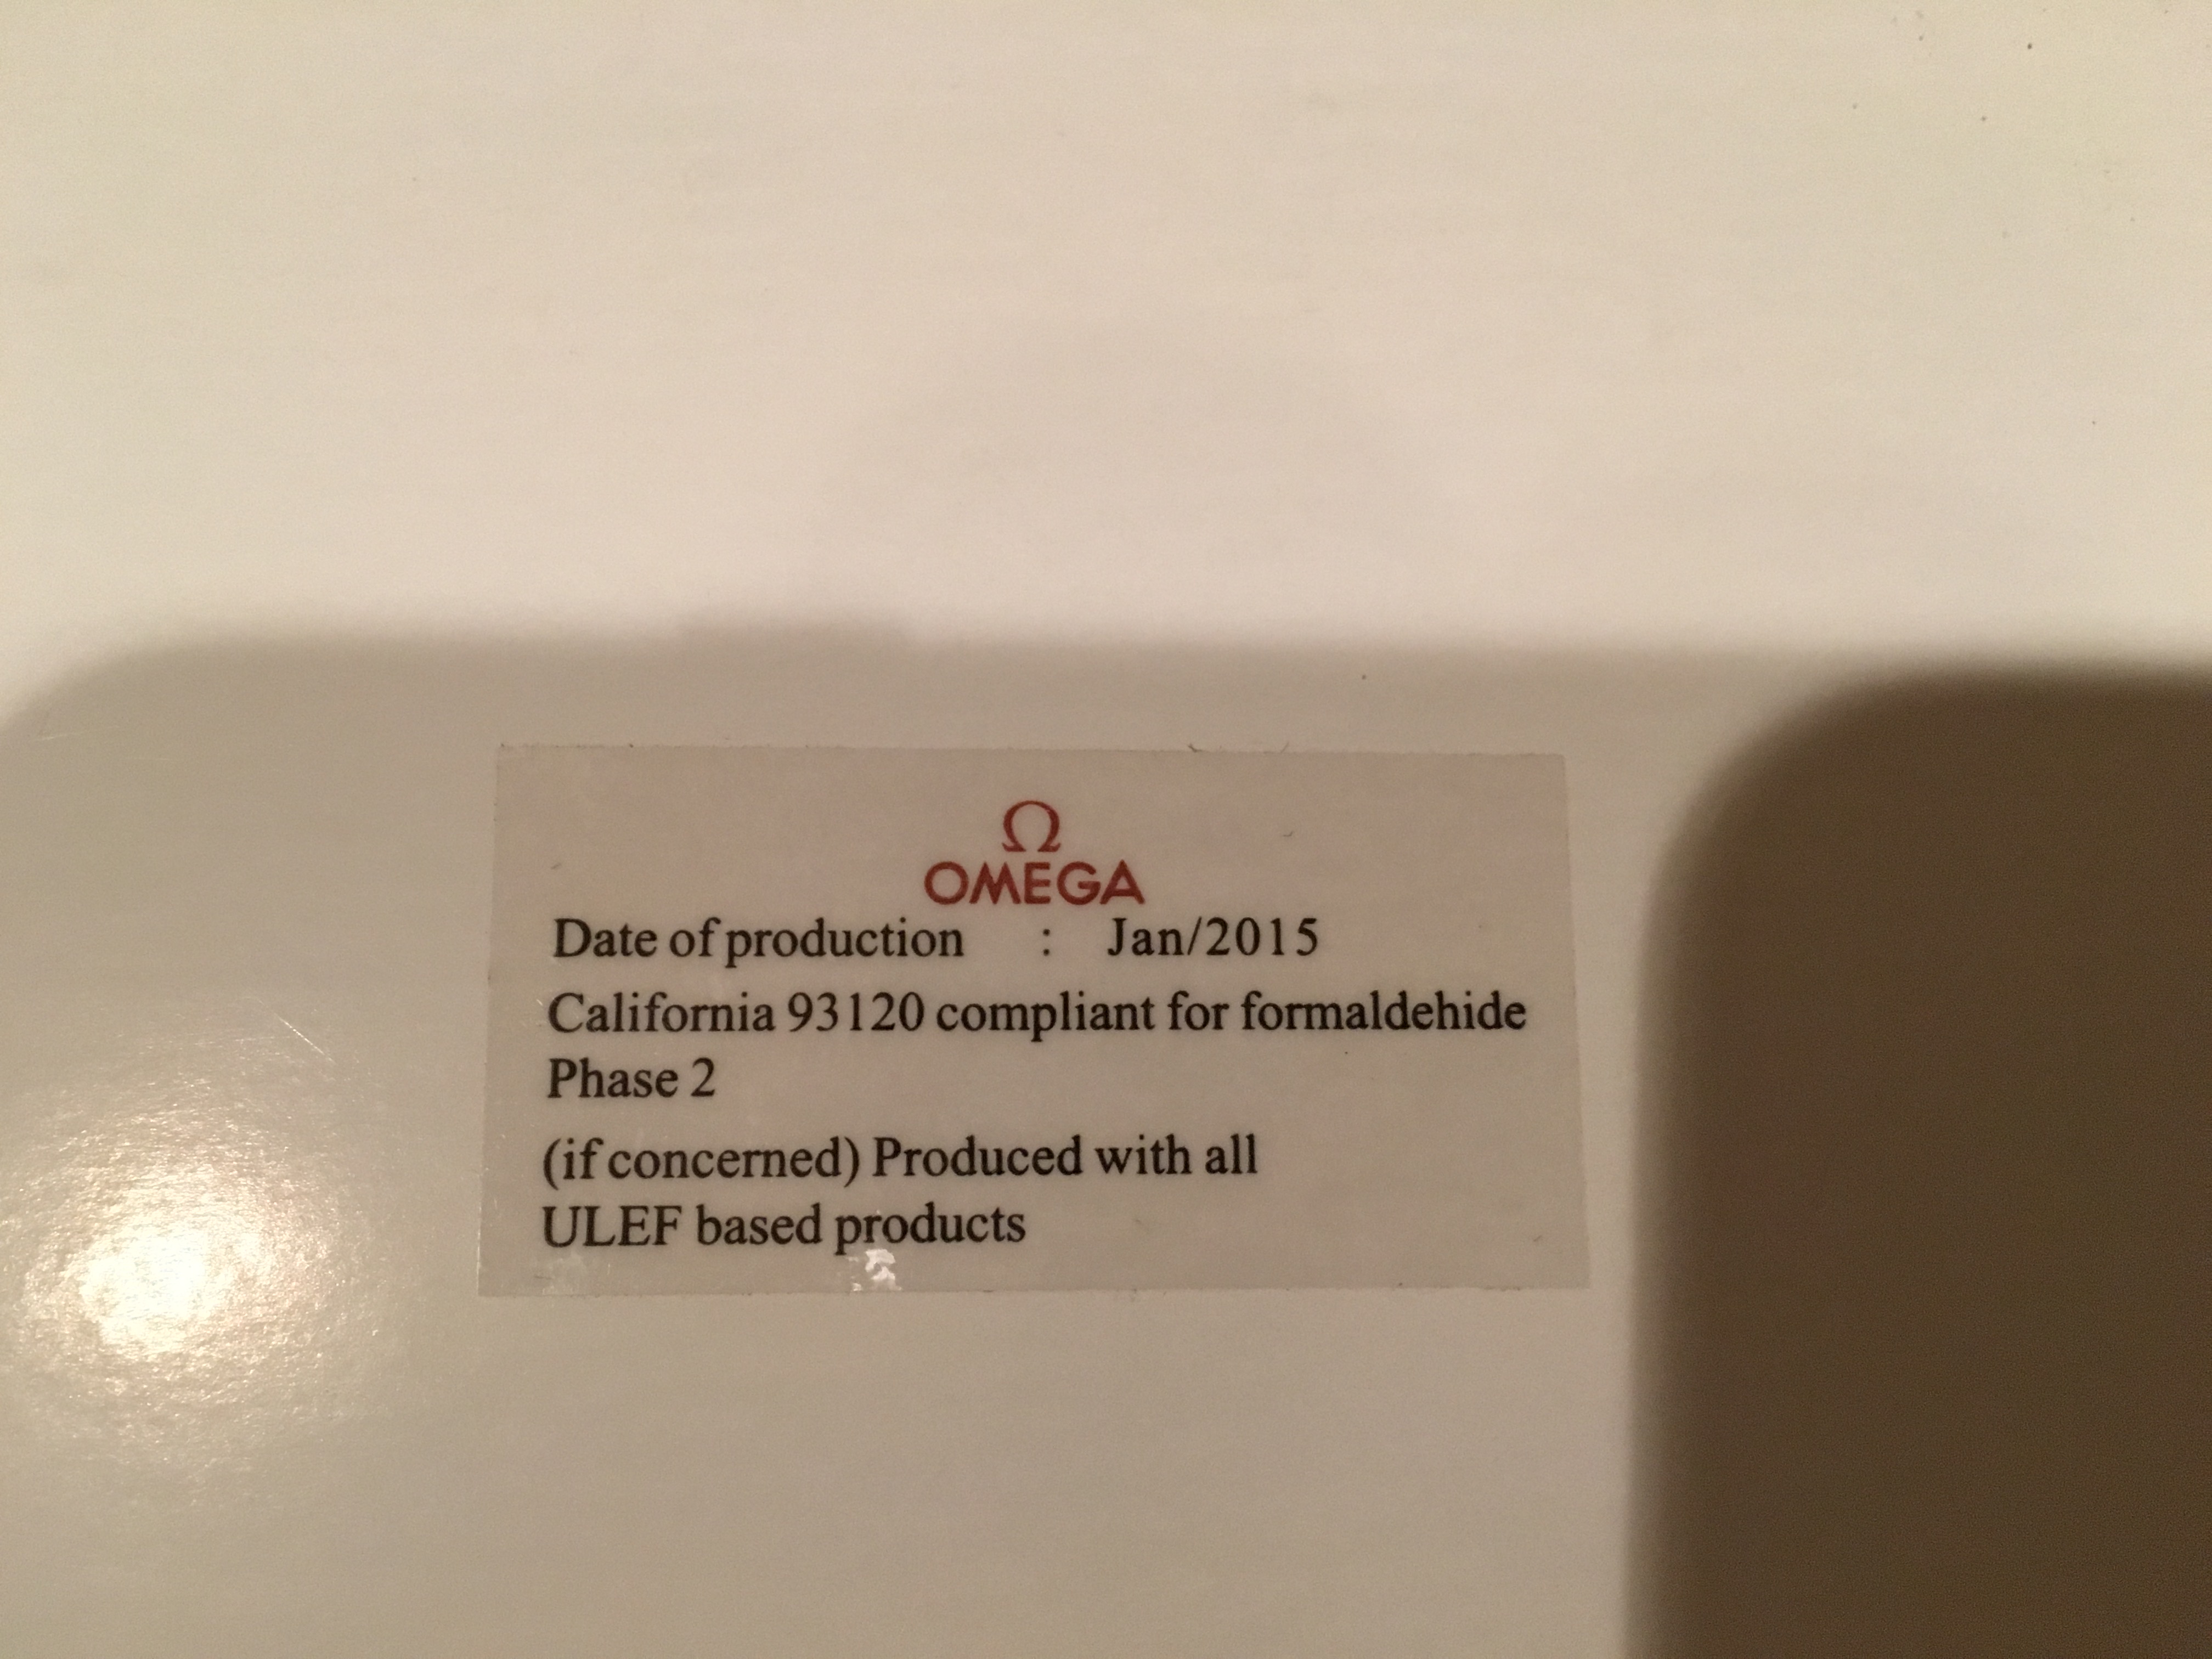 Ω
OMEGA
Date of production : Jan/2015
California 93120 compliant for formaldehide
Phase 2
(if concerned) Produced with all
ULEF based products